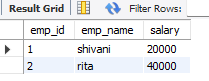 Result Grid Filter Rows:
emp_id emp_name salary
1 shivani 20000
2 rita 40000